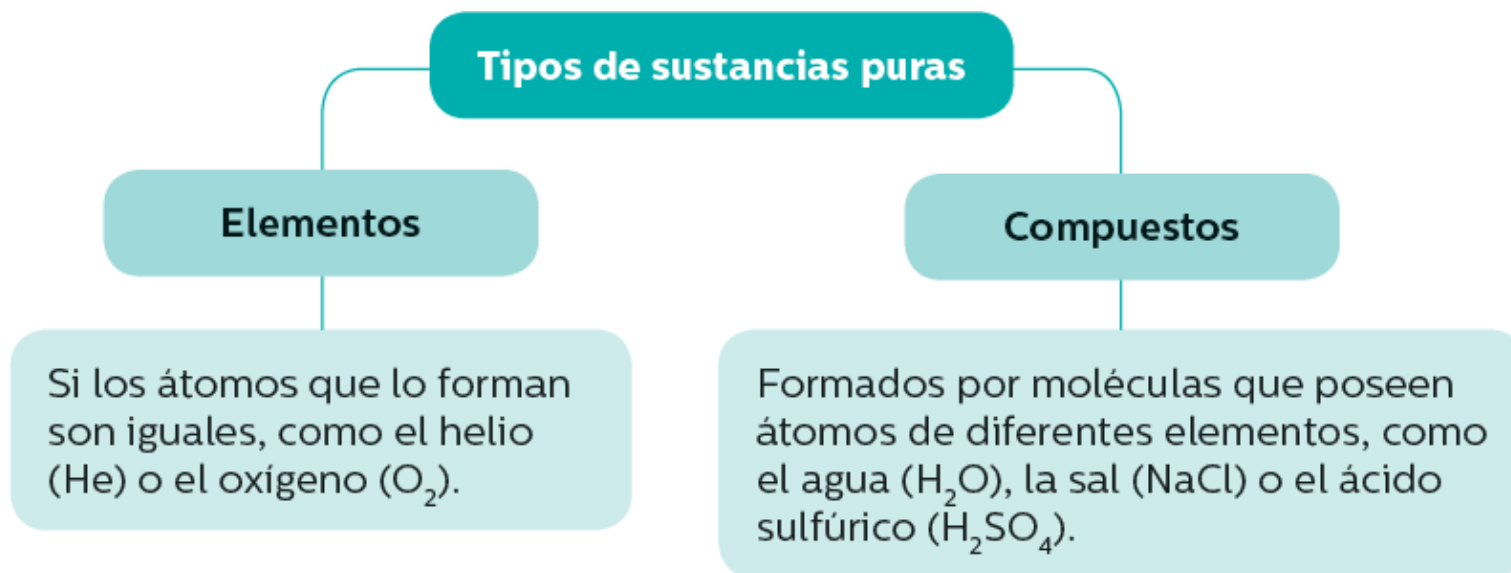 Tipos de sustancias puras
Elementos
Compuestos
Si los átomos que lo forman
son iguales, como el helio
(He) o el oxígeno (O₂).
Formados por moléculas que poseen
átomos de diferentes elementos, como
el agua (H₂O), la sal (NaCl) o el ácido
sulfúrico (H₂SO₄).